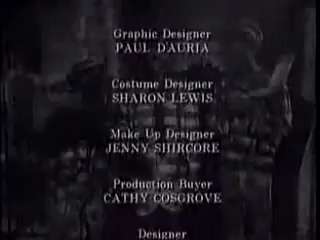 Graphic Designer
PAUL D'AURIA
Costume Designer
SHARON LEWIS
Make Up Designer
JENNY SHIRCORE
Production Buyer
CATHY COSGROVE
Designer